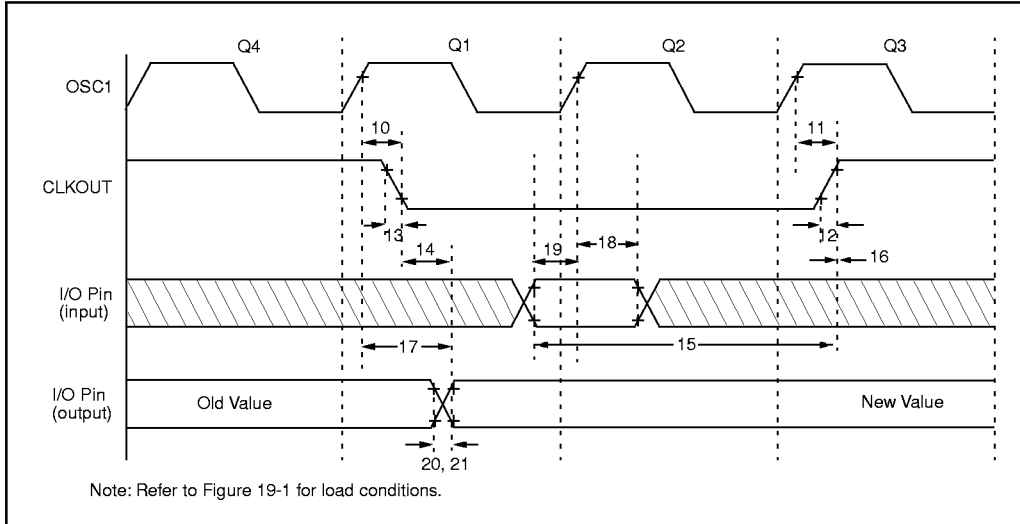 Q4 Q1 Q2 Q3
OSC1
10 11
CLKOUT
13 12
14 19 18 16
I/O Pin
(input)
17 15
I/O Pin
(output)
Old Value New Value
20, 21
Note: Refer to Figure 19-1 for load conditions.